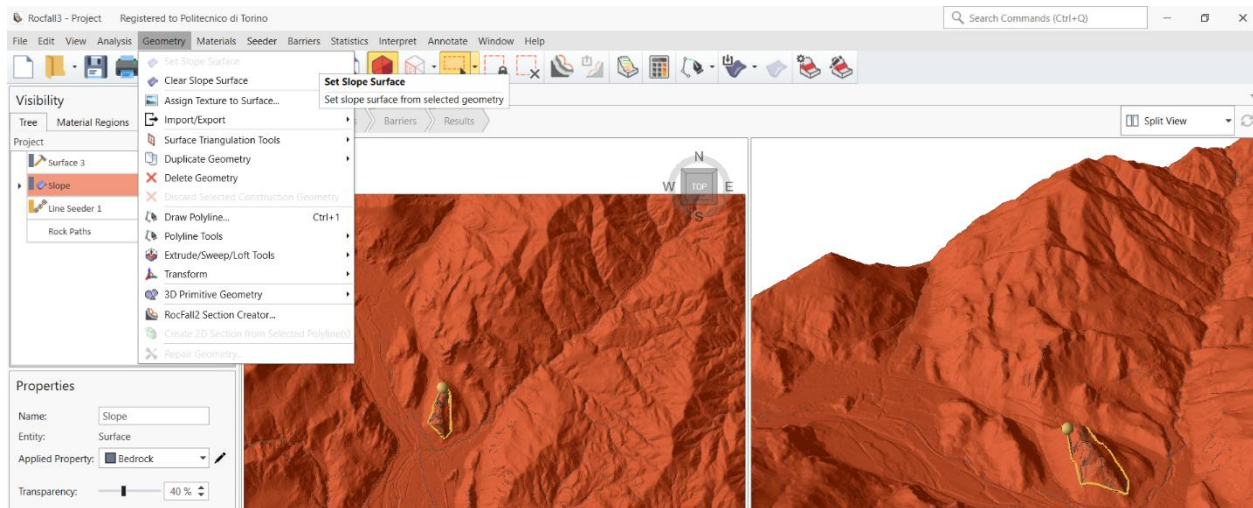 Rocfall3 - Project Registered to Politecnico di Torino
Search Commands (Ctrl+Q)
File Edit View Analysis Geometry Materials Seeder Barriers Statistics Interpret Annotate Window Help
Set Slope Surface
Clear Slope Surface
Assign Texture to Surface...
Import/Export
Surface Triangulation Tools
Duplicate Geometry
Delete Geometry
Discard Selected Construction Geometry
Draw Polyline... Ctrl+1
Polyline Tools
Extrude/Sweep/Loft Tools
Transform
3D Primitive Geometry
RocFall2 Section Creator...
Create 2D Section from Selected Polyline(s)
Repair Geometry...
Set Slope Surface
Set slope surface from selected geometry
Visibility
Tree Material Regions
Project
Surface 3
Slope
Line Seeder 1
Rock Paths
Barriers Results
Split View
N
W TOP E
S
Properties
Name: Slope
Entity: Surface
Applied Property: Bedrock
Transparency: 40 %